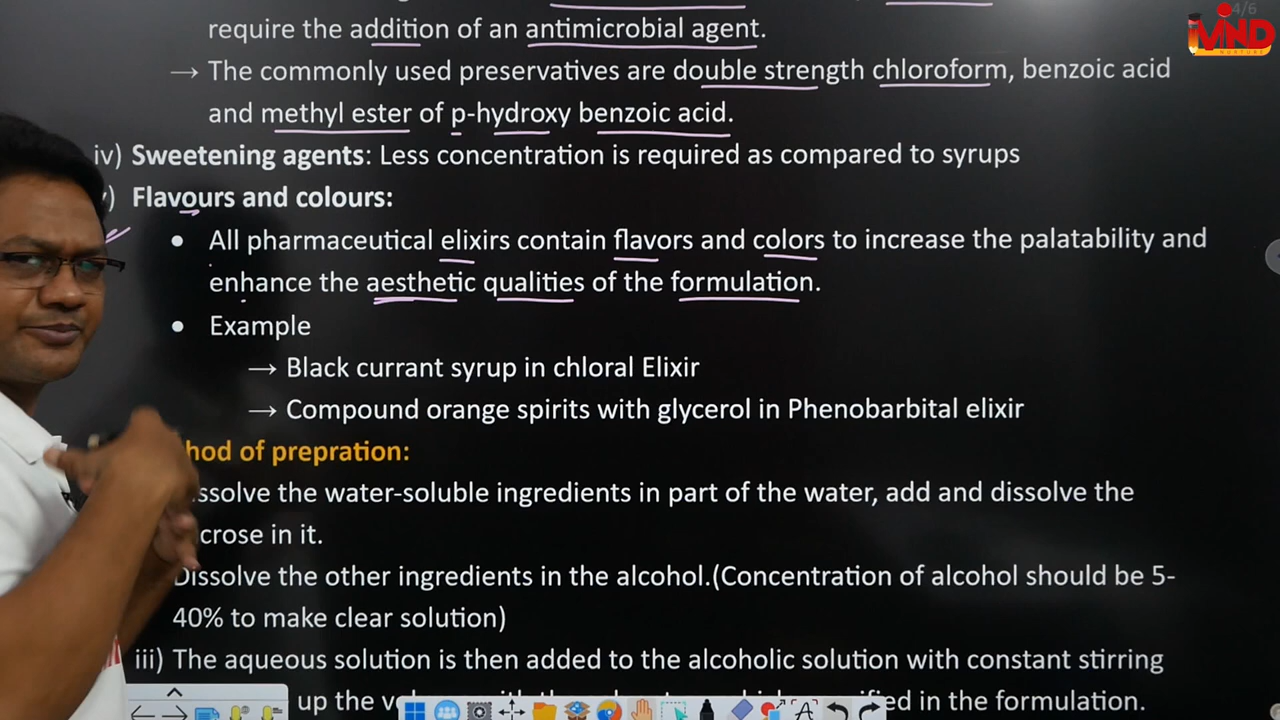 require the addition of an antimicrobial agent.
→ The commonly used preservatives are double strength chloroform, benzoic acid
and methyl ester of p-hydroxy benzoic acid.
iv) Sweetening agents: Less concentration is required as compared to syrups
) Flavours and colours:
• All pharmaceutical elixirs contain flavors and colors to increase the palatability and
enhance the aesthetic qualities of the formulation.
• Example
→ Black currant syrup in chloral Elixir
→ Compound orange spirits with glycerol in Phenobarbital elixir
hod of prepration:
ssolve the water-soluble ingredients in part of the water, add and dissolve the
crose in it.
Dissolve the other ingredients in the alcohol.(Concentration of alcohol should be 5-
40% to make clear solution)
iii) The aqueous solution is then added to the alcoholic solution with constant stirring
up the in the formulation.
4/6
MIND
NURTURE